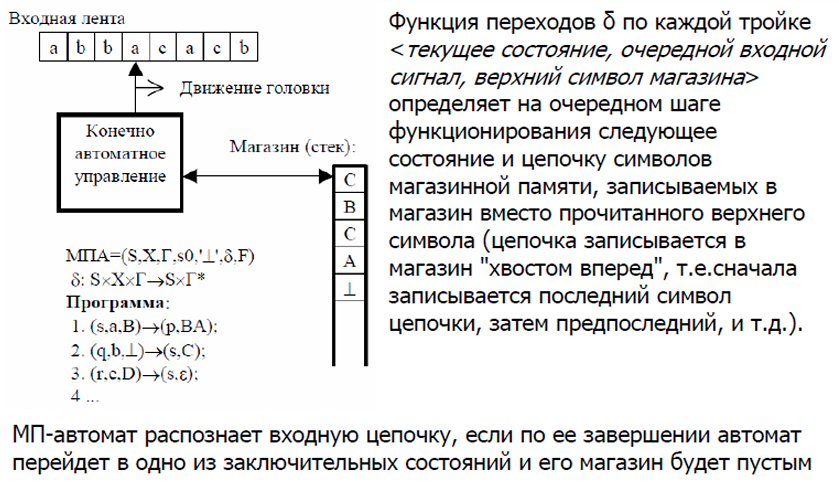 Входная лента
a b b a c a c b
Движение головки
Конечно
автоматное
управление
Магазин (стек):
C
B
C
A
⊥
МПА=(S,X,Γ,s0,'⊥',δ,F)
δ: S×X×Γ→S×Γ*
Программа:
1. (s,a,B)→(p,BA);
2. (q,b,⊥)→(s,C);
3. (r,c,D)→(s,ε);
4 ...
Функция переходов δ по каждой тройке
<текущее состояние, очередной входной
сигнал, верхний символ магазина>
определяет на очередном шаге
функционирования следующее
состояние и цепочку символов
магазинной памяти, записываемых в
магазин вместо прочитанного верхнего
символа (цепочка записывается в
магазин "хвостом вперед", т.е.сначала
записывается последний символ
цепочки, затем предпоследний, и т.д.).
МП-автомат распознает входную цепочку, если по ее завершении автомат
перейдет в одно из заключительных состояний и его магазин будет пустым